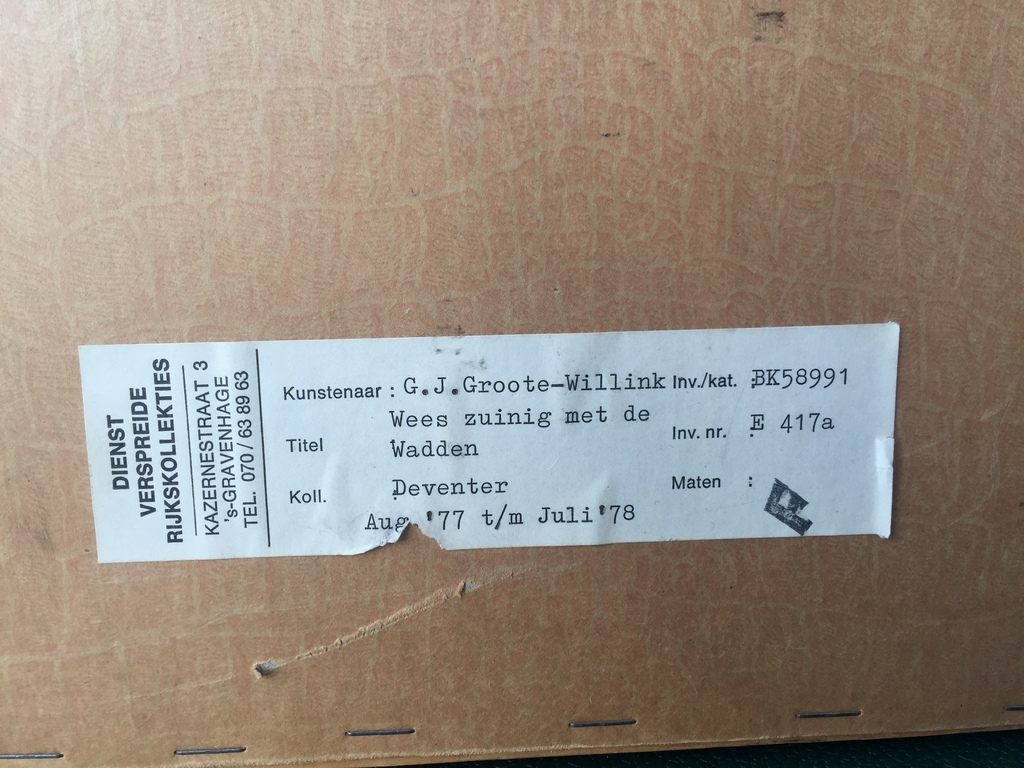 DIENST
VERSPREIDE
RIJKSKOLLEKTIES
KAZERNESTRAAT 3
's-GRAVENHAGE
TEL. 070 / 63 89 63
Kunstenaar : G.J.Groote-Willink Inv./kat. : BK58991
Titel Wees zuinig met de
Wadden
Inv. nr. : E 417a
Koll. Deventer
Maten :
Aug '77 t/m Juli '78